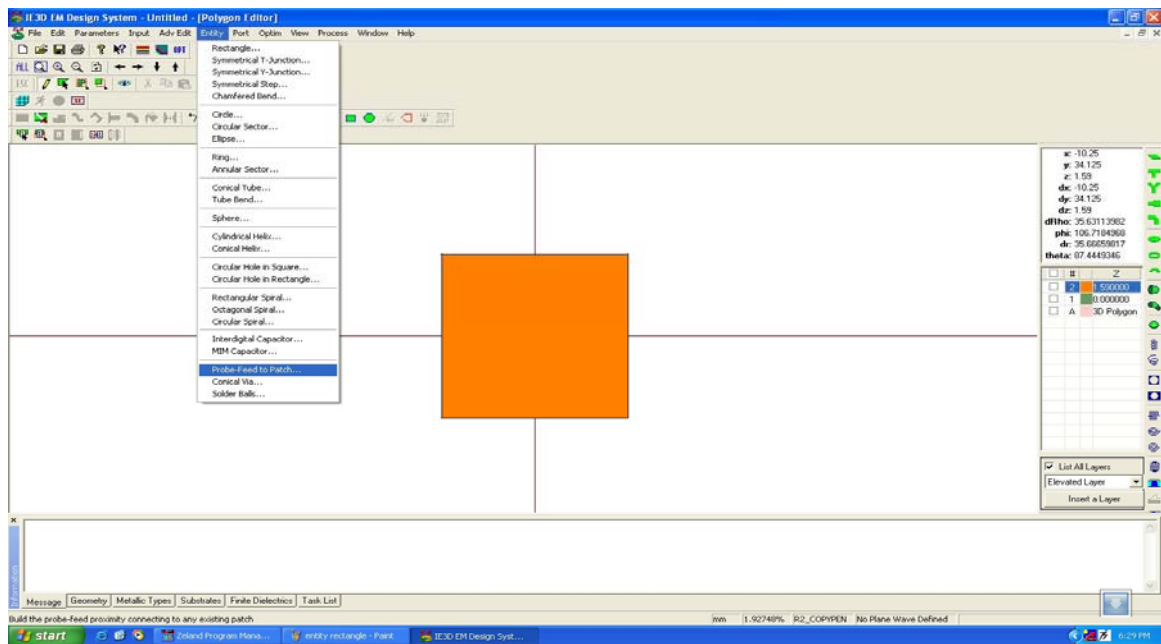 IE3D EM Design System - Untitled - [Polygon Editor]
File Edit Parameters Input Adv Edit Entity Port Optim View Process Window Help
Rectangle...
Symmetrical T-Junction...
Symmetrical Y-Junction...
Symmetrical Step...
Chamfered Bend...
Circle...
Circular Sector...
Ellipse...
Ring...
Annular Sector...
Conical Tube...
Tube Bend...
Sphere...
Cylindrical Helix...
Conical Helix...
Circular Hole in Square...
Circular Hole in Rectangle...
Rectangular Spiral...
Octagonal Spiral...
Circular Spiral...
Interdigital Capacitor...
MIM Capacitor...
Probe-Feed to Patch...
Conical Via...
Solder Balls...
ALL
x: -10.25
y: 34.125
z: 1.59
dx: -10.25
dy: 34.125
dz: 1.59
dRho: 35.63113982
phi: 106.7184968
dr: 35.66659817
theta: 87.4449346
# Z
2 1.590000
1 0.000000
A 3D Polygon
List All Layers
Elevated Layer
Insert a Layer
Information
Message Geometry Metallic Types Substrates Finite Dielectrics Task List
Build the probe-feed proximity connecting to any existing patch
mm 1.92748% R2_COPYPEN No Plane Wave Defined
start Zeland Program Mana... entity rectangle - Paint IE3D EM Design Syst... 6:29 PM